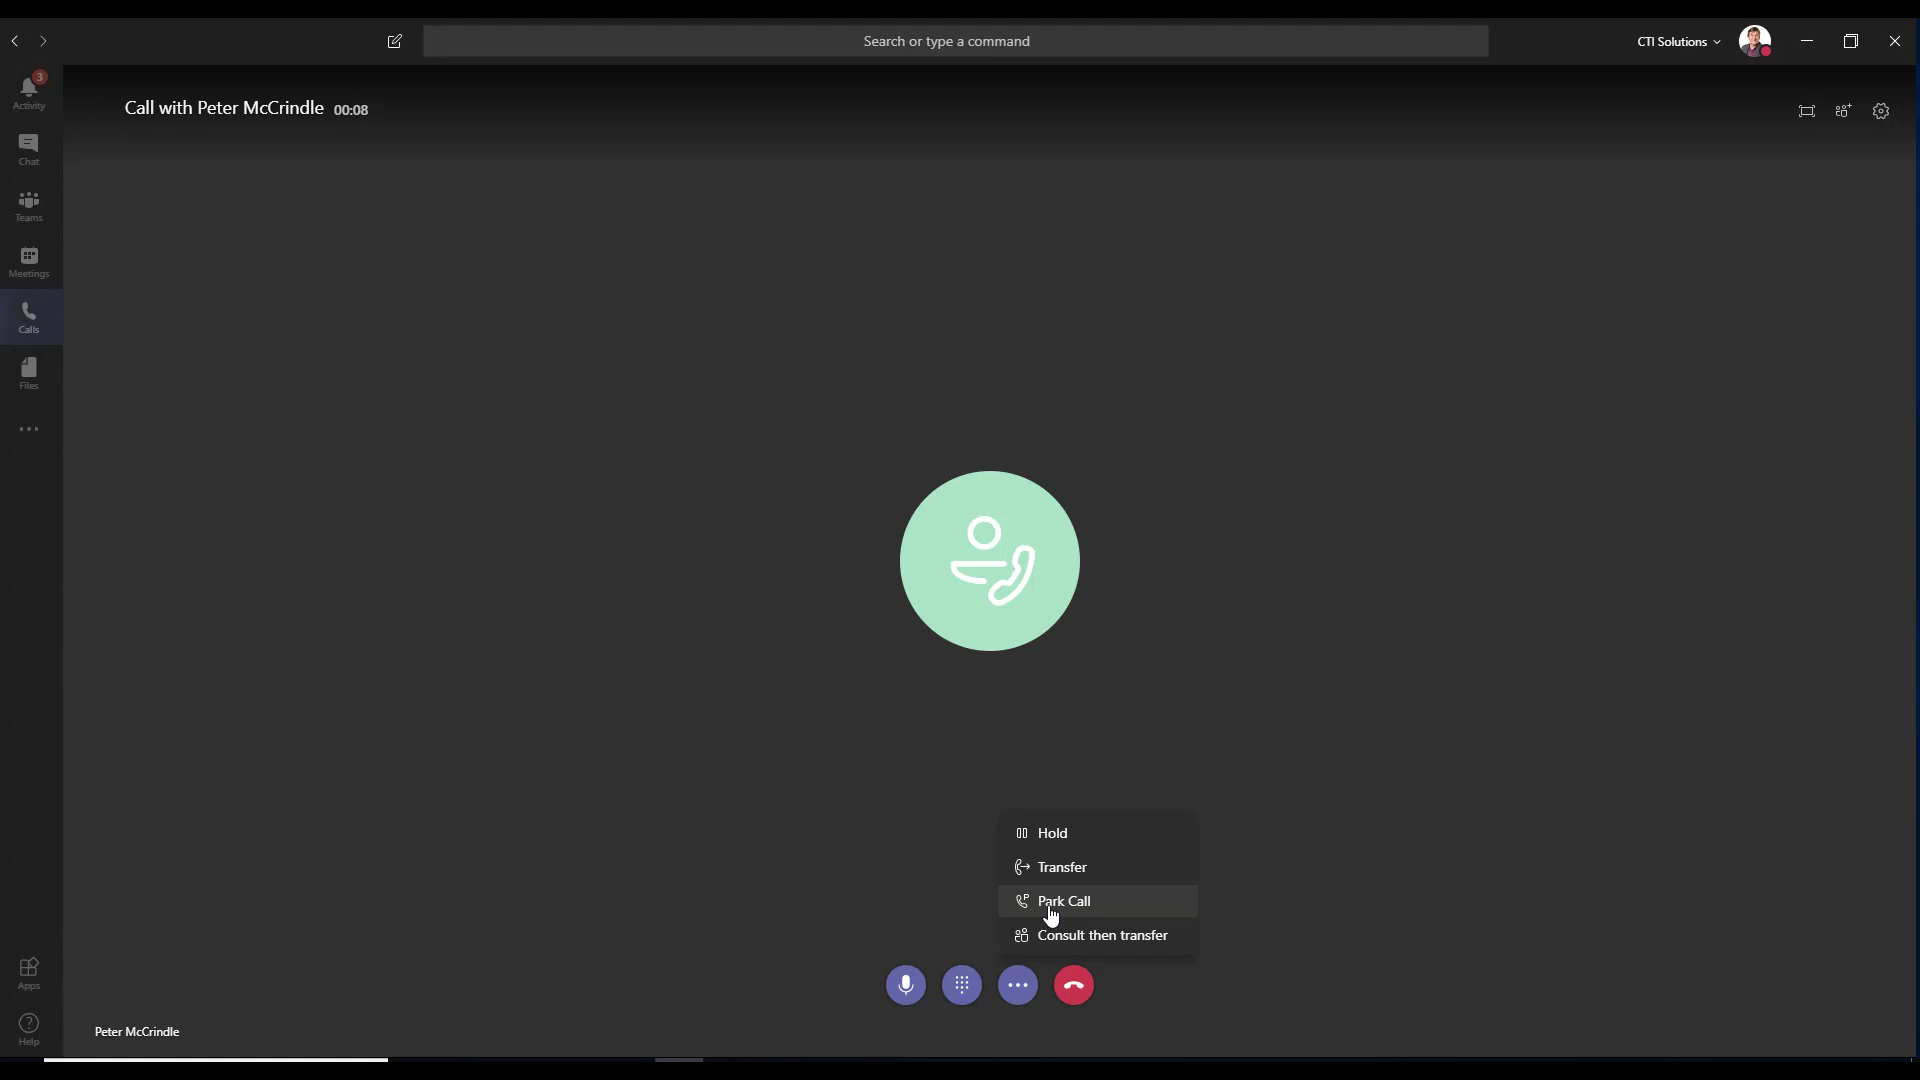 Search or type a command
CTI Solutions
3
Activity
Call with Peter McCrindle 00:08
Chat
Teams
Meetings
Calls
Files
Hold
Transfer
Park Call
Consult then transfer
Apps
Peter McCrindle
Help